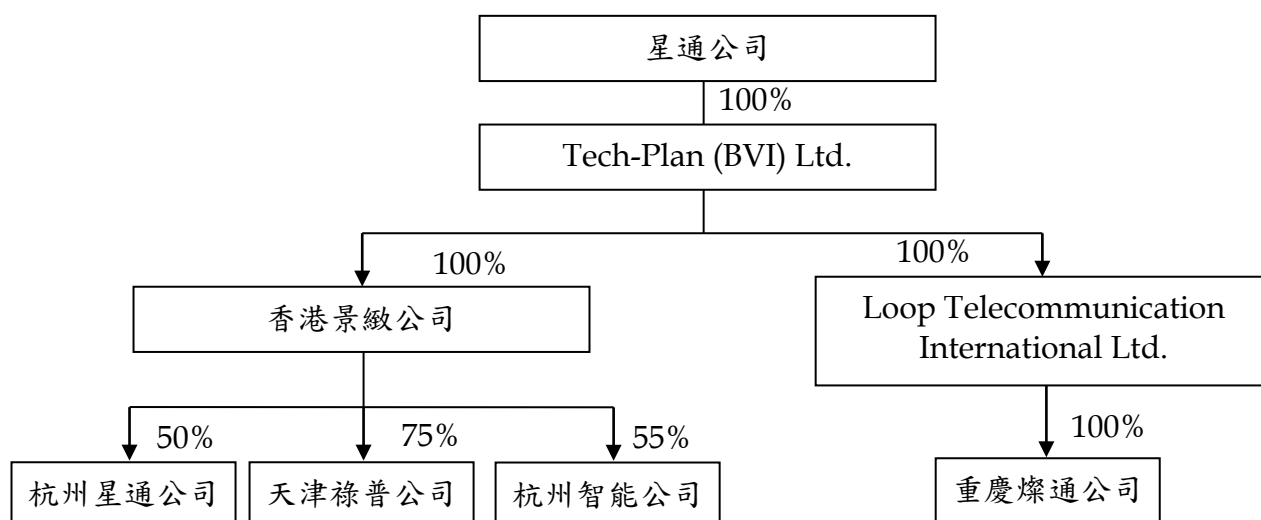 星通公司
100%
Tech-Plan (BVI) Ltd.
100%
100%
香港景緻公司
Loop Telecommunication
International Ltd.
50%
75%
55%
100%
杭州星通公司
天津祿普公司
杭州智能公司
重慶燦通公司